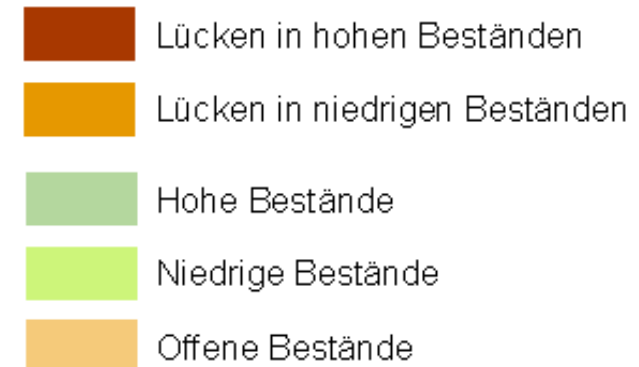 Lücken in hohen Beständen
Lücken in niedrigen Beständen
Hohe Bestände
Niedrige Bestände
Offene Bestände